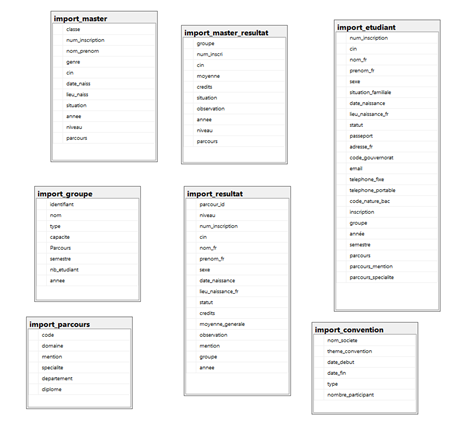 import_master
classe
num_inscription
nom_prenom
genre
cin
date_naiss
lieu_naiss
situation
annee
niveau
parcours
import_master_resultat
groupe
num_inscri
cin
moyenne
credits
situation
observation
annee
niveau
parcours
import_etudiant
num_inscription
cin
nom_fr
prenom_fr
sexe
situation_familiale
date_naissance
lieu_naissance_fr
statut
passeport
adresse_fr
code_gouvernorat
email
telephone_fixe
telephone_portable
code_nature_bac
inscription
groupe
année
semestre
parcours
parcours_mention
parcours_specialite
import_groupe
identifiant
nom
type
capacite
Parcours
semestre
nb_etudiant
annee
import_resultat
parcour_id
niveau
num_inscription
cin
nom_fr
prenom_fr
sexe
date_naissance
lieu_naissance_fr
statut
credits
moyenne_generale
observation
mention
groupe
annee
import_parcours
code
domaine
mention
specialite
departement
diplome
import_convention
nom_societe
theme_convention
date_debut
date_fin
type
nombre_participant